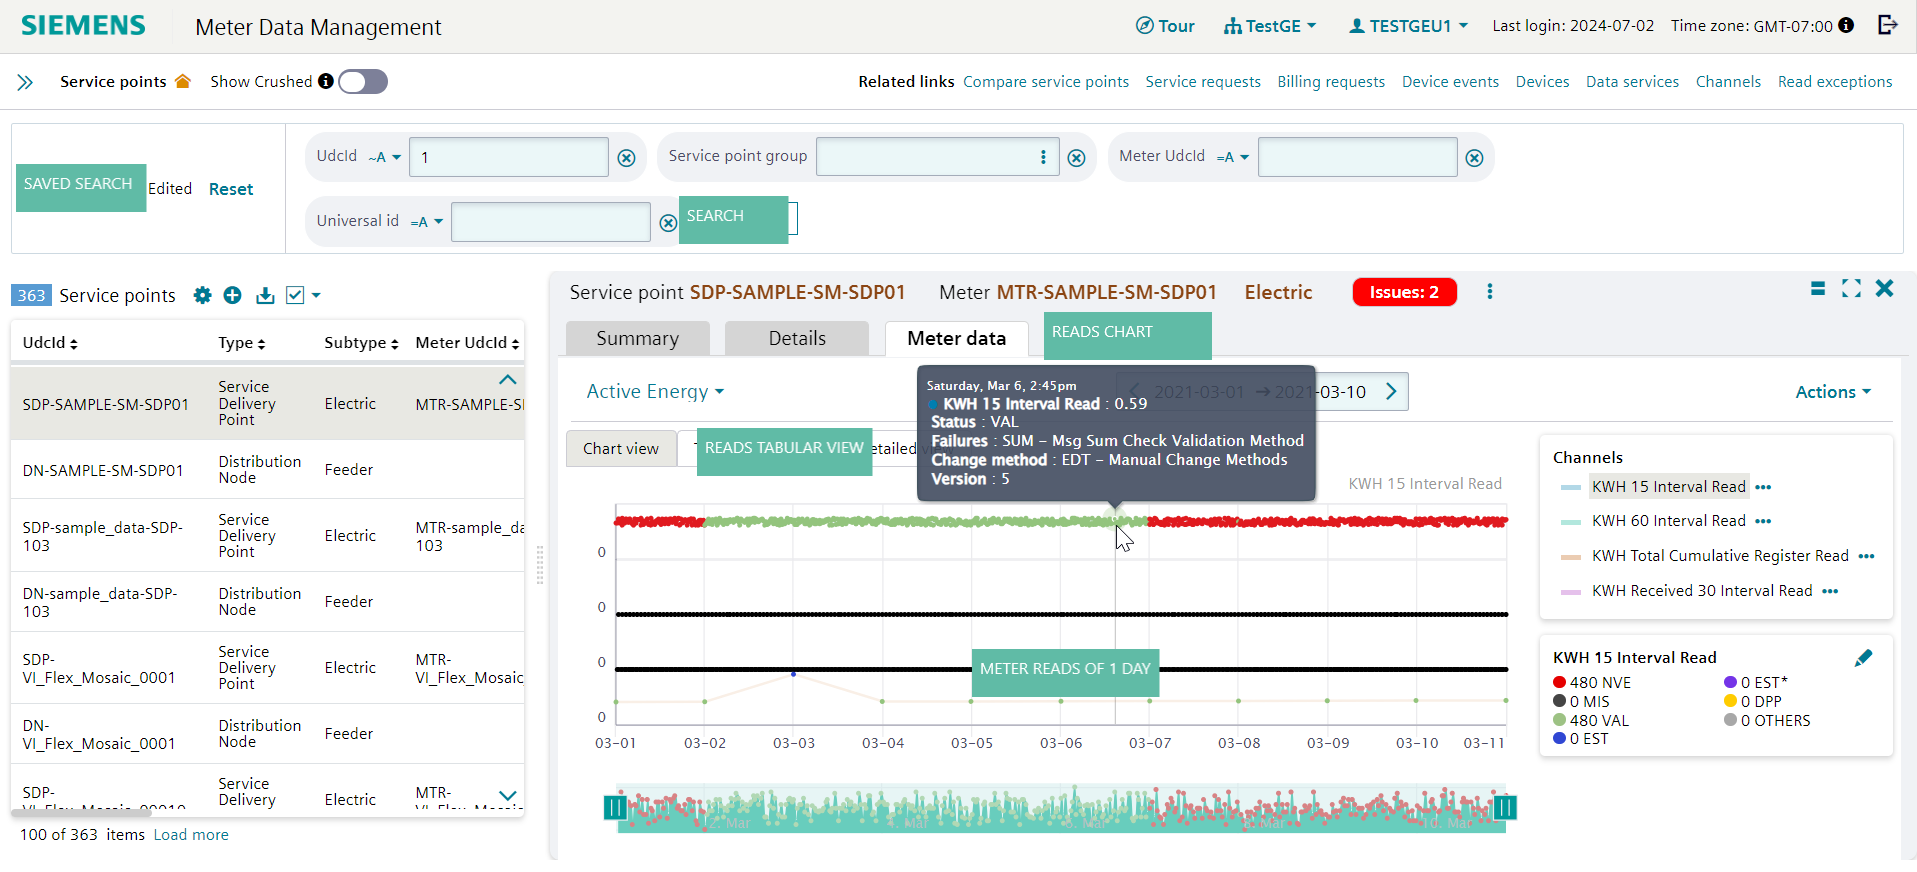 SIEMENS Meter Data Management Tour TestGE TESTGEU1 Last login: 2024-07-02 Time zone: GMT-07:00
Service points Show Crushed Related links Compare service points Service requests Billing requests Device events Devices Data services Channels Read exceptions
UdcId ~A 1 Service point group Meter UdcId =A
SAVED SEARCH Edited Reset
Universal id =A SEARCH
363 Service points
UdcId Type Subtype Meter UdcId
SDP-SAMPLE-SM-SDP01 Service Delivery Point Electric MTR-SAMPLE-S
DN-SAMPLE-SM-SDP01 Distribution Node Feeder
SDP-sample_data-SDP-103 Service Delivery Point Electric MTR-sample_da 103
DN-sample_data-SDP-103 Distribution Node Feeder
SDP-VI_Flex_Mosaic_0001 Service Delivery Point Electric MTR-VI_Flex_Mosaic_
DN-VI_Flex_Mosaic_0001 Distribution Node Feeder
SDP- Service Delivery Electric MTR-
100 of 363 items Load more
Service point SDP-SAMPLE-SM-SDP01 Meter MTR-SAMPLE-SM-SDP01 Electric Issues: 2
Summary Details Meter data READS CHART
Active Energy 2021-03-01 → 2021-03-10 Actions
Saturday, Mar 6, 2:45pm
KWH 15 Interval Read : 0.59
Status : VAL
Failures : SUM - Msg Sum Check Validation Method
Change method : EDT - Manual Change Methods
Version : 5
Chart view READS TABULAR VIEW etailed
KWH 15 Interval Read
0
0
0
METER READS OF 1 DAY
0
03-01 03-02 03-03 03-04 03-05 03-06 03-07 03-08 03-09 03-10 03-11
2. Mar Mar Mar Mar 10. Mar
Channels
KWH 15 Interval Read
KWH 60 Interval Read
KWH Total Cumulative Register Read
KWH Received 30 Interval Read
KWH 15 Interval Read
480 NVE 0 EST*
0 MIS 0 DPP
480 VAL 0 OTHERS
0 EST